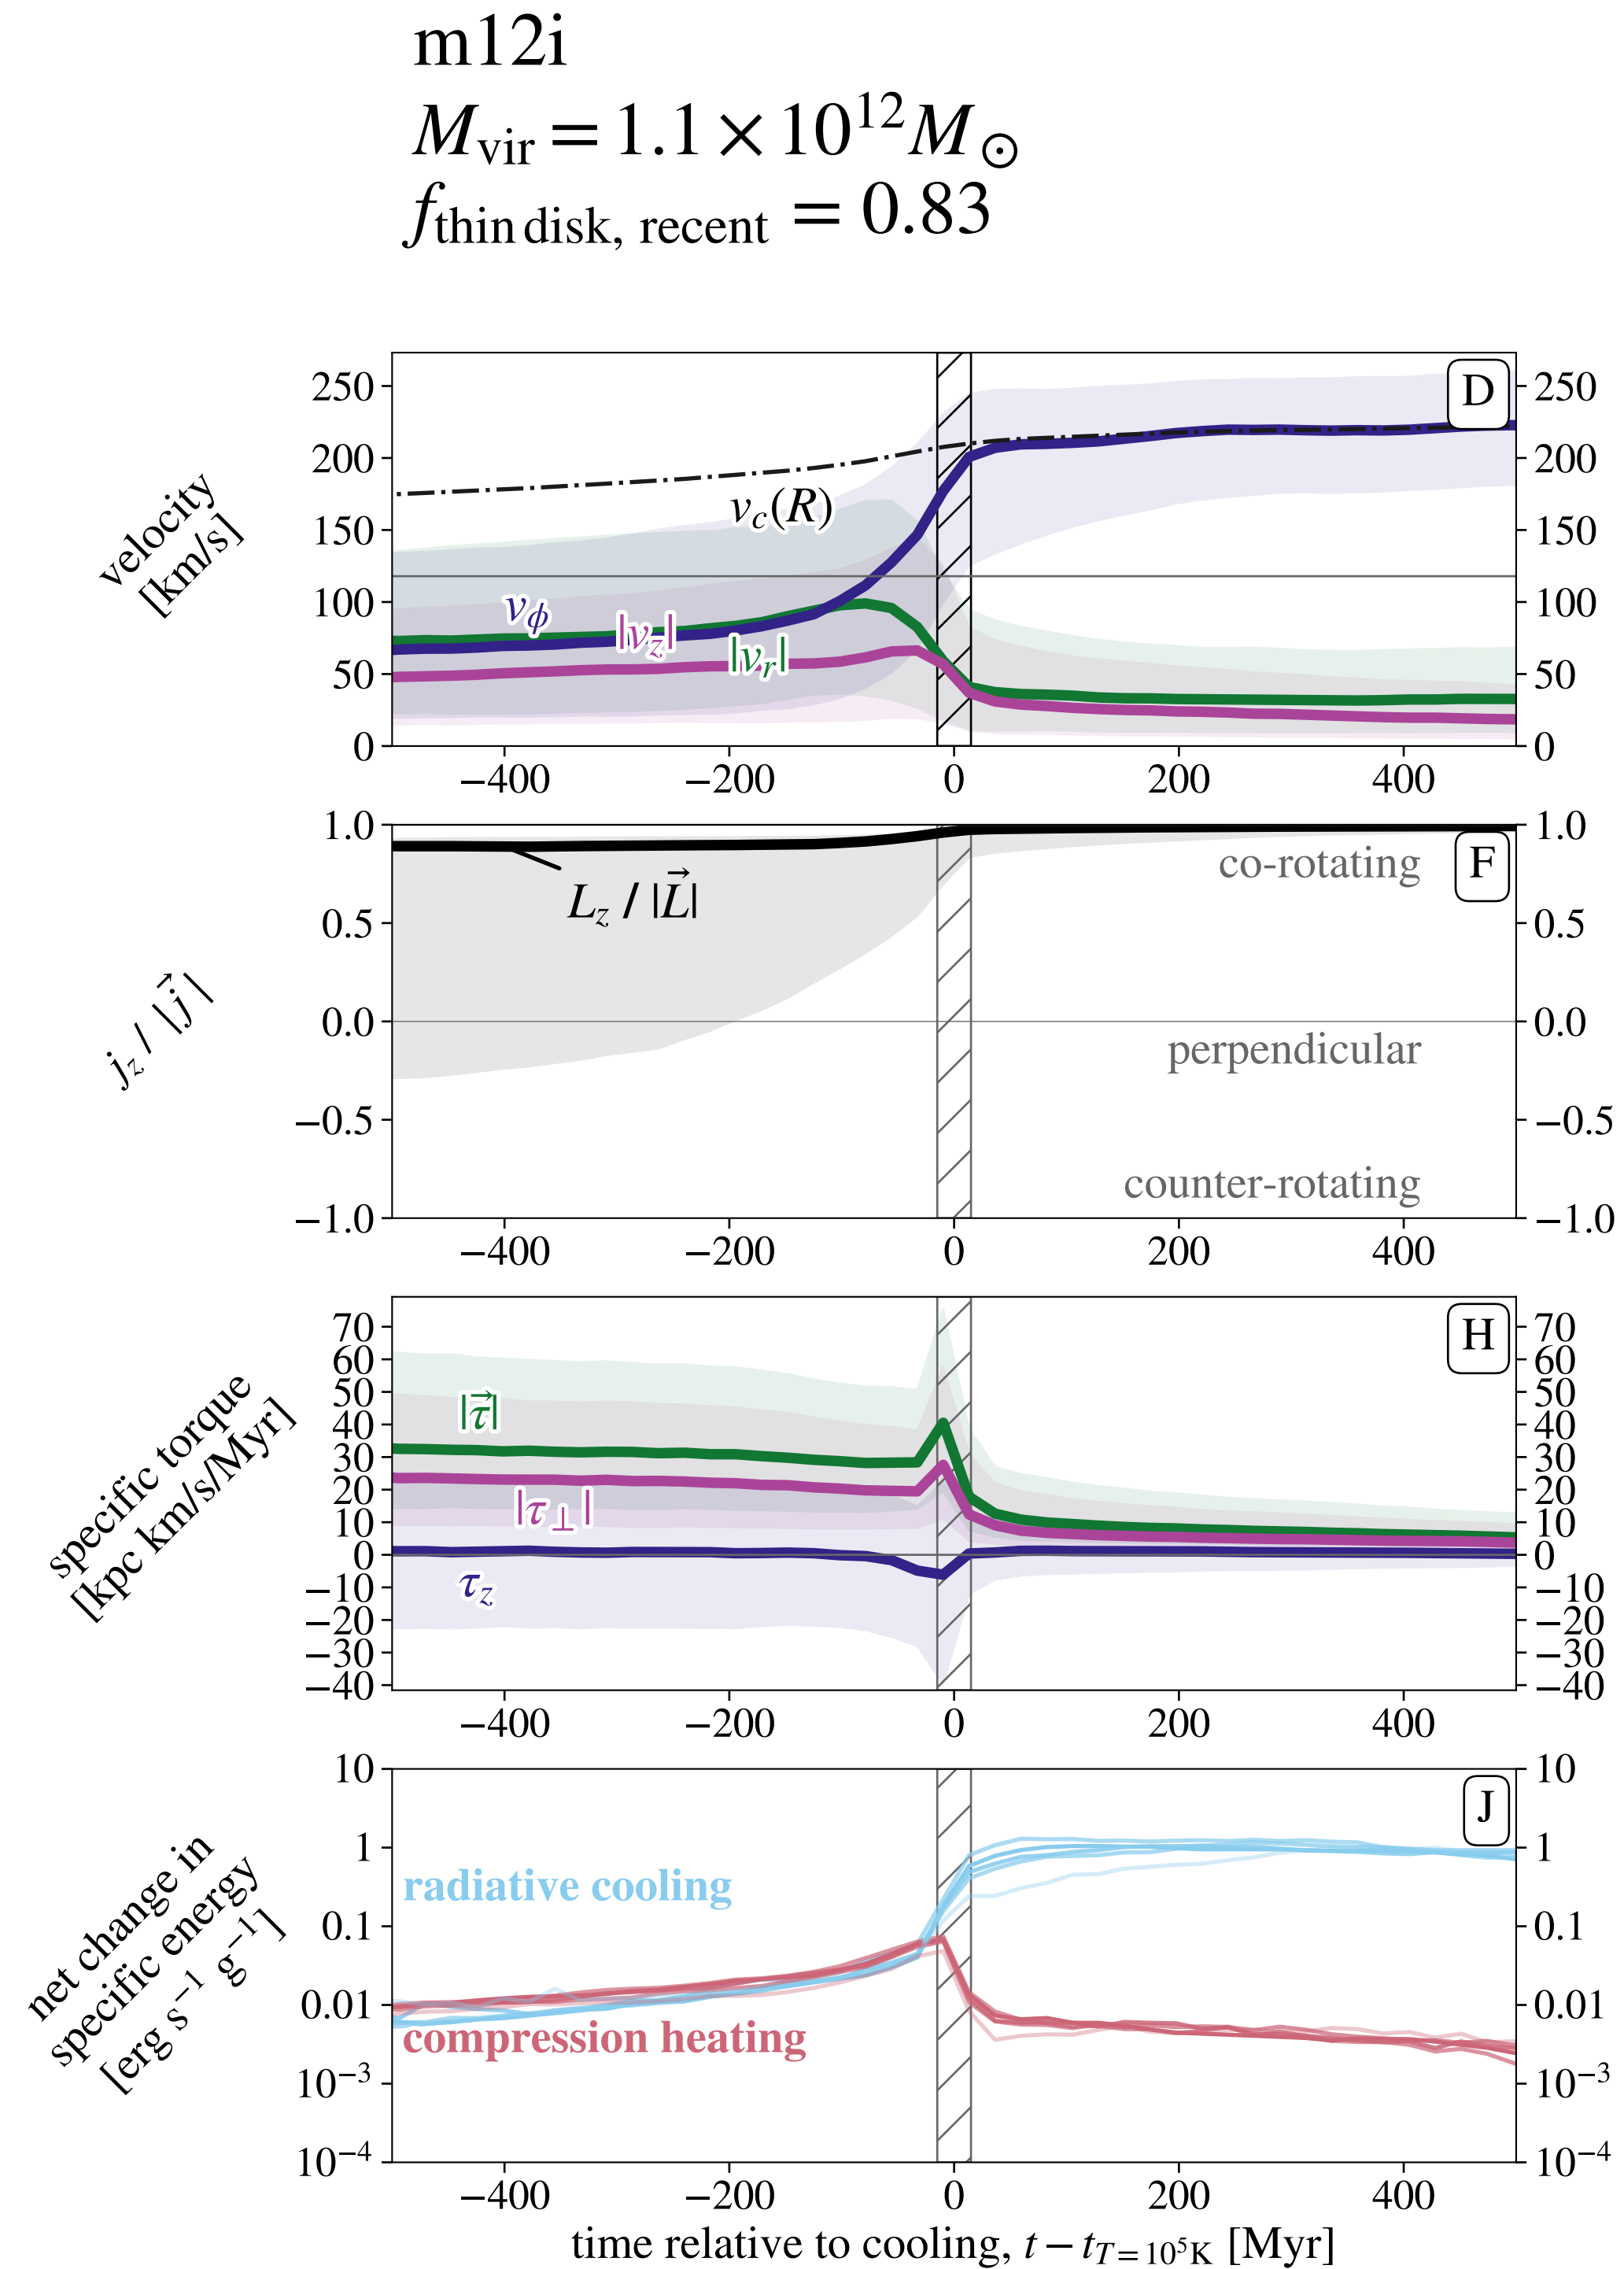 m12i
M_vir = 1.1 × 10^12 M_⊙
f_thin disk, recent = 0.83
velocity
[km/s]
250
200
150
100
50
0
D
v_c(R)
v_ϕ
|v_z|
|v_r|
250
200
150
100
50
0
−400 −200 0 200 400
j_z / |j⃗|
1.0
0.5
0.0
−0.5
−1.0
F
L_z / |L⃗|
co-rotating
perpendicular
counter-rotating
1.0
0.5
0.0
−0.5
−1.0
−400 −200 0 200 400
specific torque
[kpc km/s/Myr]
70
60
50
40
30
20
10
0
−10
−20
−30
−40
H
|τ⃗|
|τ_⊥|
τ_z
70
60
50
40
30
20
10
0
−10
−20
−30
−40
−400 −200 0 200 400
net change in
specific energy
[erg s^−1 g^−1]
10
1
0.1
0.01
10^−3
10^−4
J
radiative cooling
compression heating
10
1
0.1
0.01
10^−3
10^−4
−400 −200 0 200 400
time relative to cooling, t − t_T=10^5K [Myr]